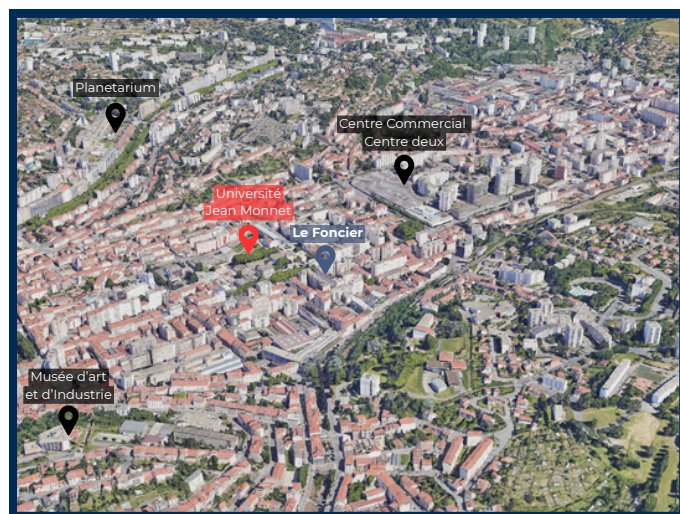 Planetarium
Centre Commercial
Centre deux
Université
Jean Monnet
Le Foncier
Musée d'art
et d'Industrie